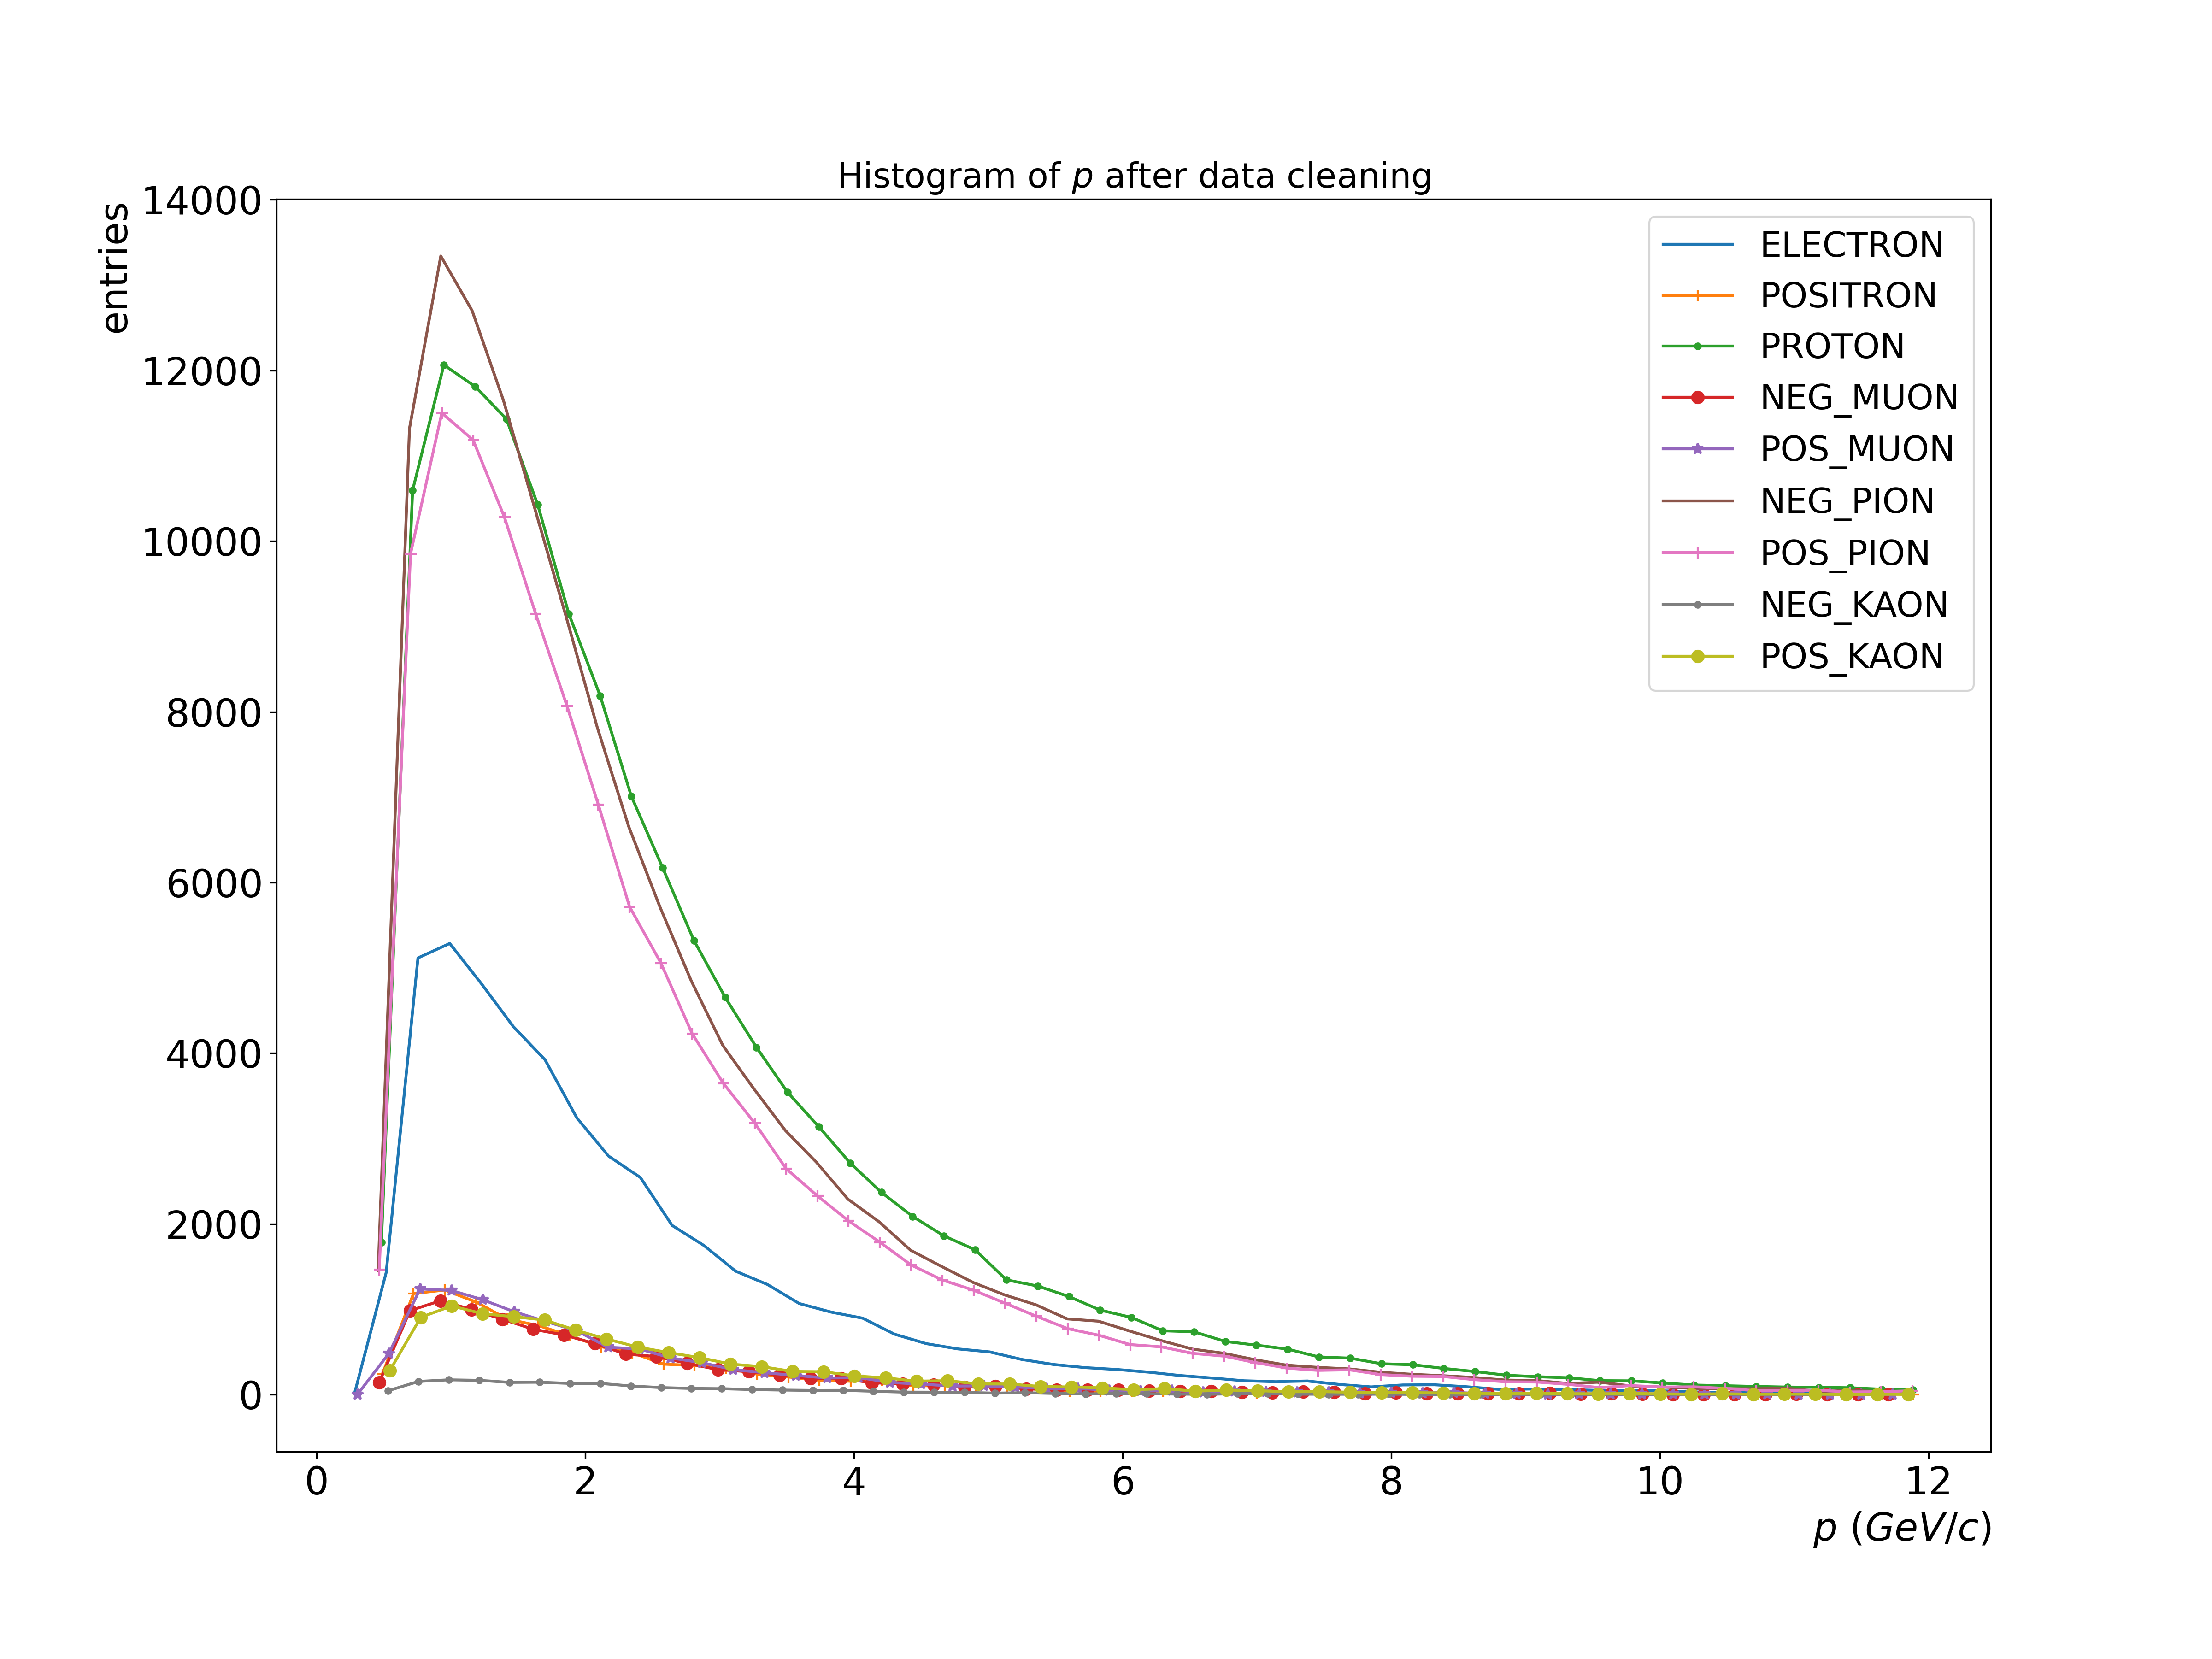 Histogram of p after data cleaning
entries
14000
12000
10000
8000
6000
4000
2000
0
0 2 4 6 8 10 12
p (GeV/c)
ELECTRON
POSITRON
PROTON
NEG_MUON
POS_MUON
NEG_PION
POS_PION
NEG_KAON
POS_KAON